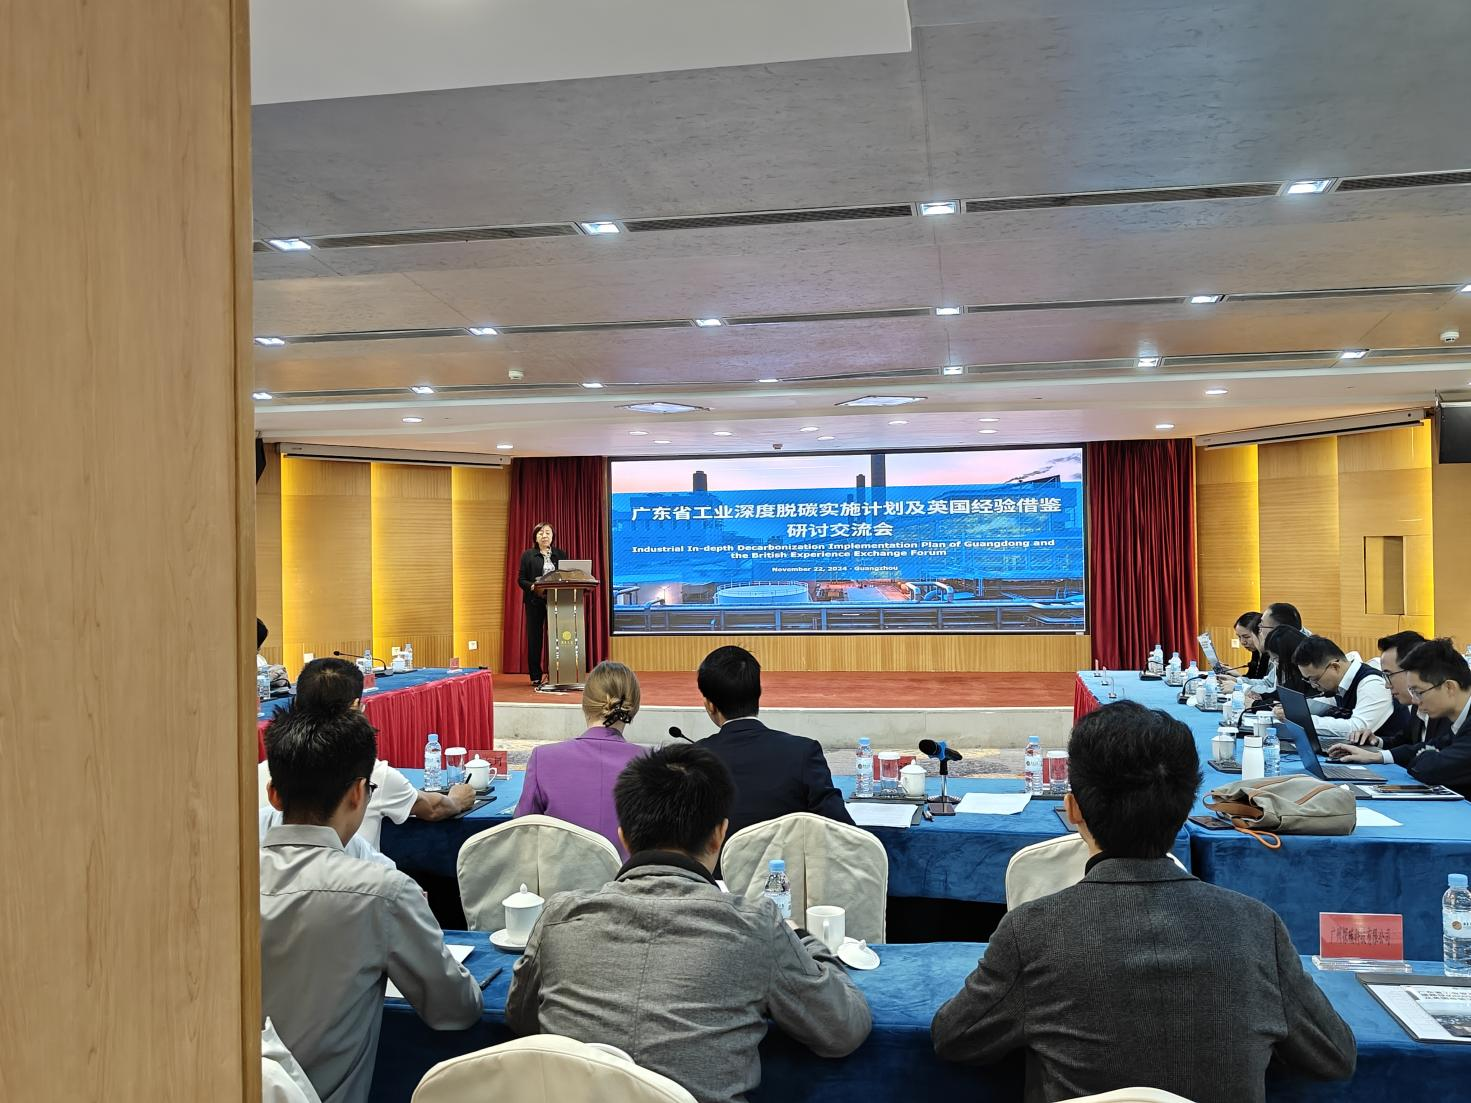 广东省工业深度脱碳实施计划及英国经验借鉴
研讨交流会
Industrial In-depth Decarbonization Implementation Plan of Guangdong and
the British Experience Exchange Forum
November 22, 2024 - Guangzhou